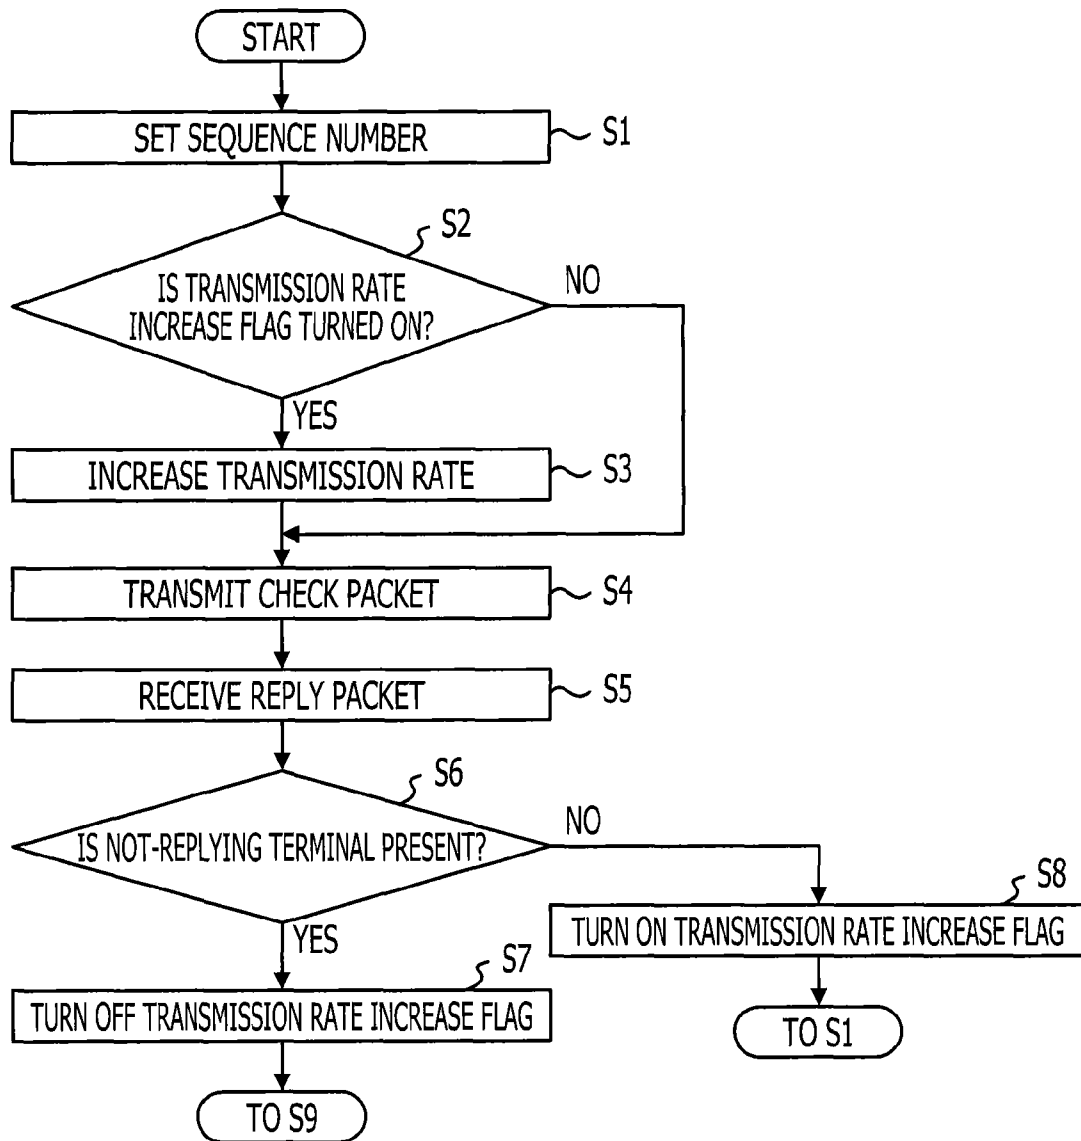 START
SET SEQUENCE NUMBER
S1
S2
IS TRANSMISSION RATE
INCREASE FLAG TURNED ON?
NO
YES
INCREASE TRANSMISSION RATE
S3
TRANSMIT CHECK PACKET
S4
RECEIVE REPLY PACKET
S5
S6
IS NOT-REPLYING TERMINAL PRESENT?
NO
YES
S8
TURN ON TRANSMISSION RATE INCREASE FLAG
S7
TURN OFF TRANSMISSION RATE INCREASE FLAG
TO S1
TO S9